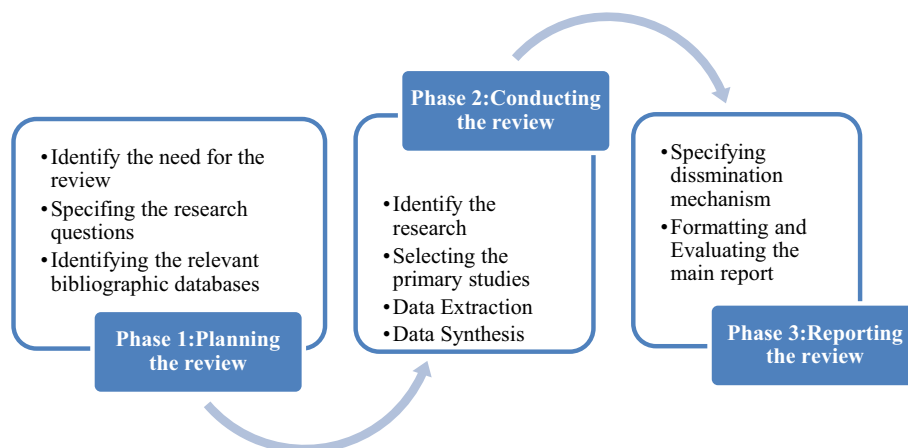 •Identify the need for the
review
•Specifing the research
questions
•Identifying the relevant
bibliographic databases
Phase 1:Planning
the review
Phase 2:Conducting
the review
•Identify the
research
•Selecting the
primary studies
•Data Extraction
•Data Synthesis
•Specifying
dissmination
mechanism
•Formatting and
Evaluating the
main report
Phase 3:Reporting
the review